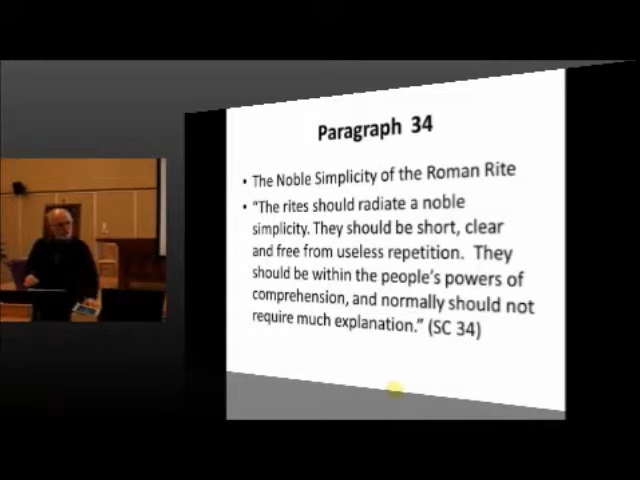 Paragraph 34
• The Noble Simplicity of the Roman Rite
• “The rites should radiate a noble
simplicity. They should be short, clear
and free from useless repetition. They
should be within the people’s powers of
comprehension, and normally should not
require much explanation.” (SC 34)